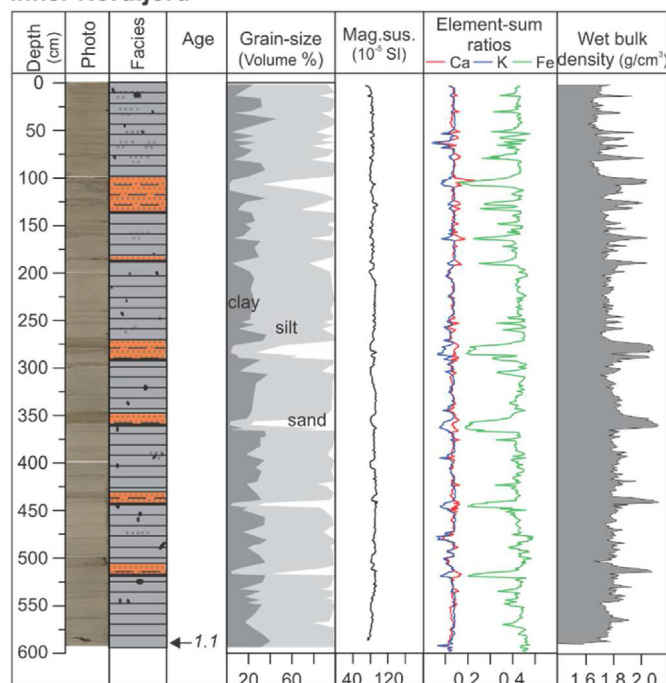 Depth
(cm)
Photo
Facies
Age
Grain-size
(Volume %)
Mag.sus.
(10⁻⁵ SI)
Element-sum
ratios
Ca K Fe
Wet bulk
density (g/cm³)
0
50
100
150
200
250
300
350
400
450
500
550
600
clay
silt
sand
1.1
20 60
40 120
0.2 0.4
1.6 1.8 2.0